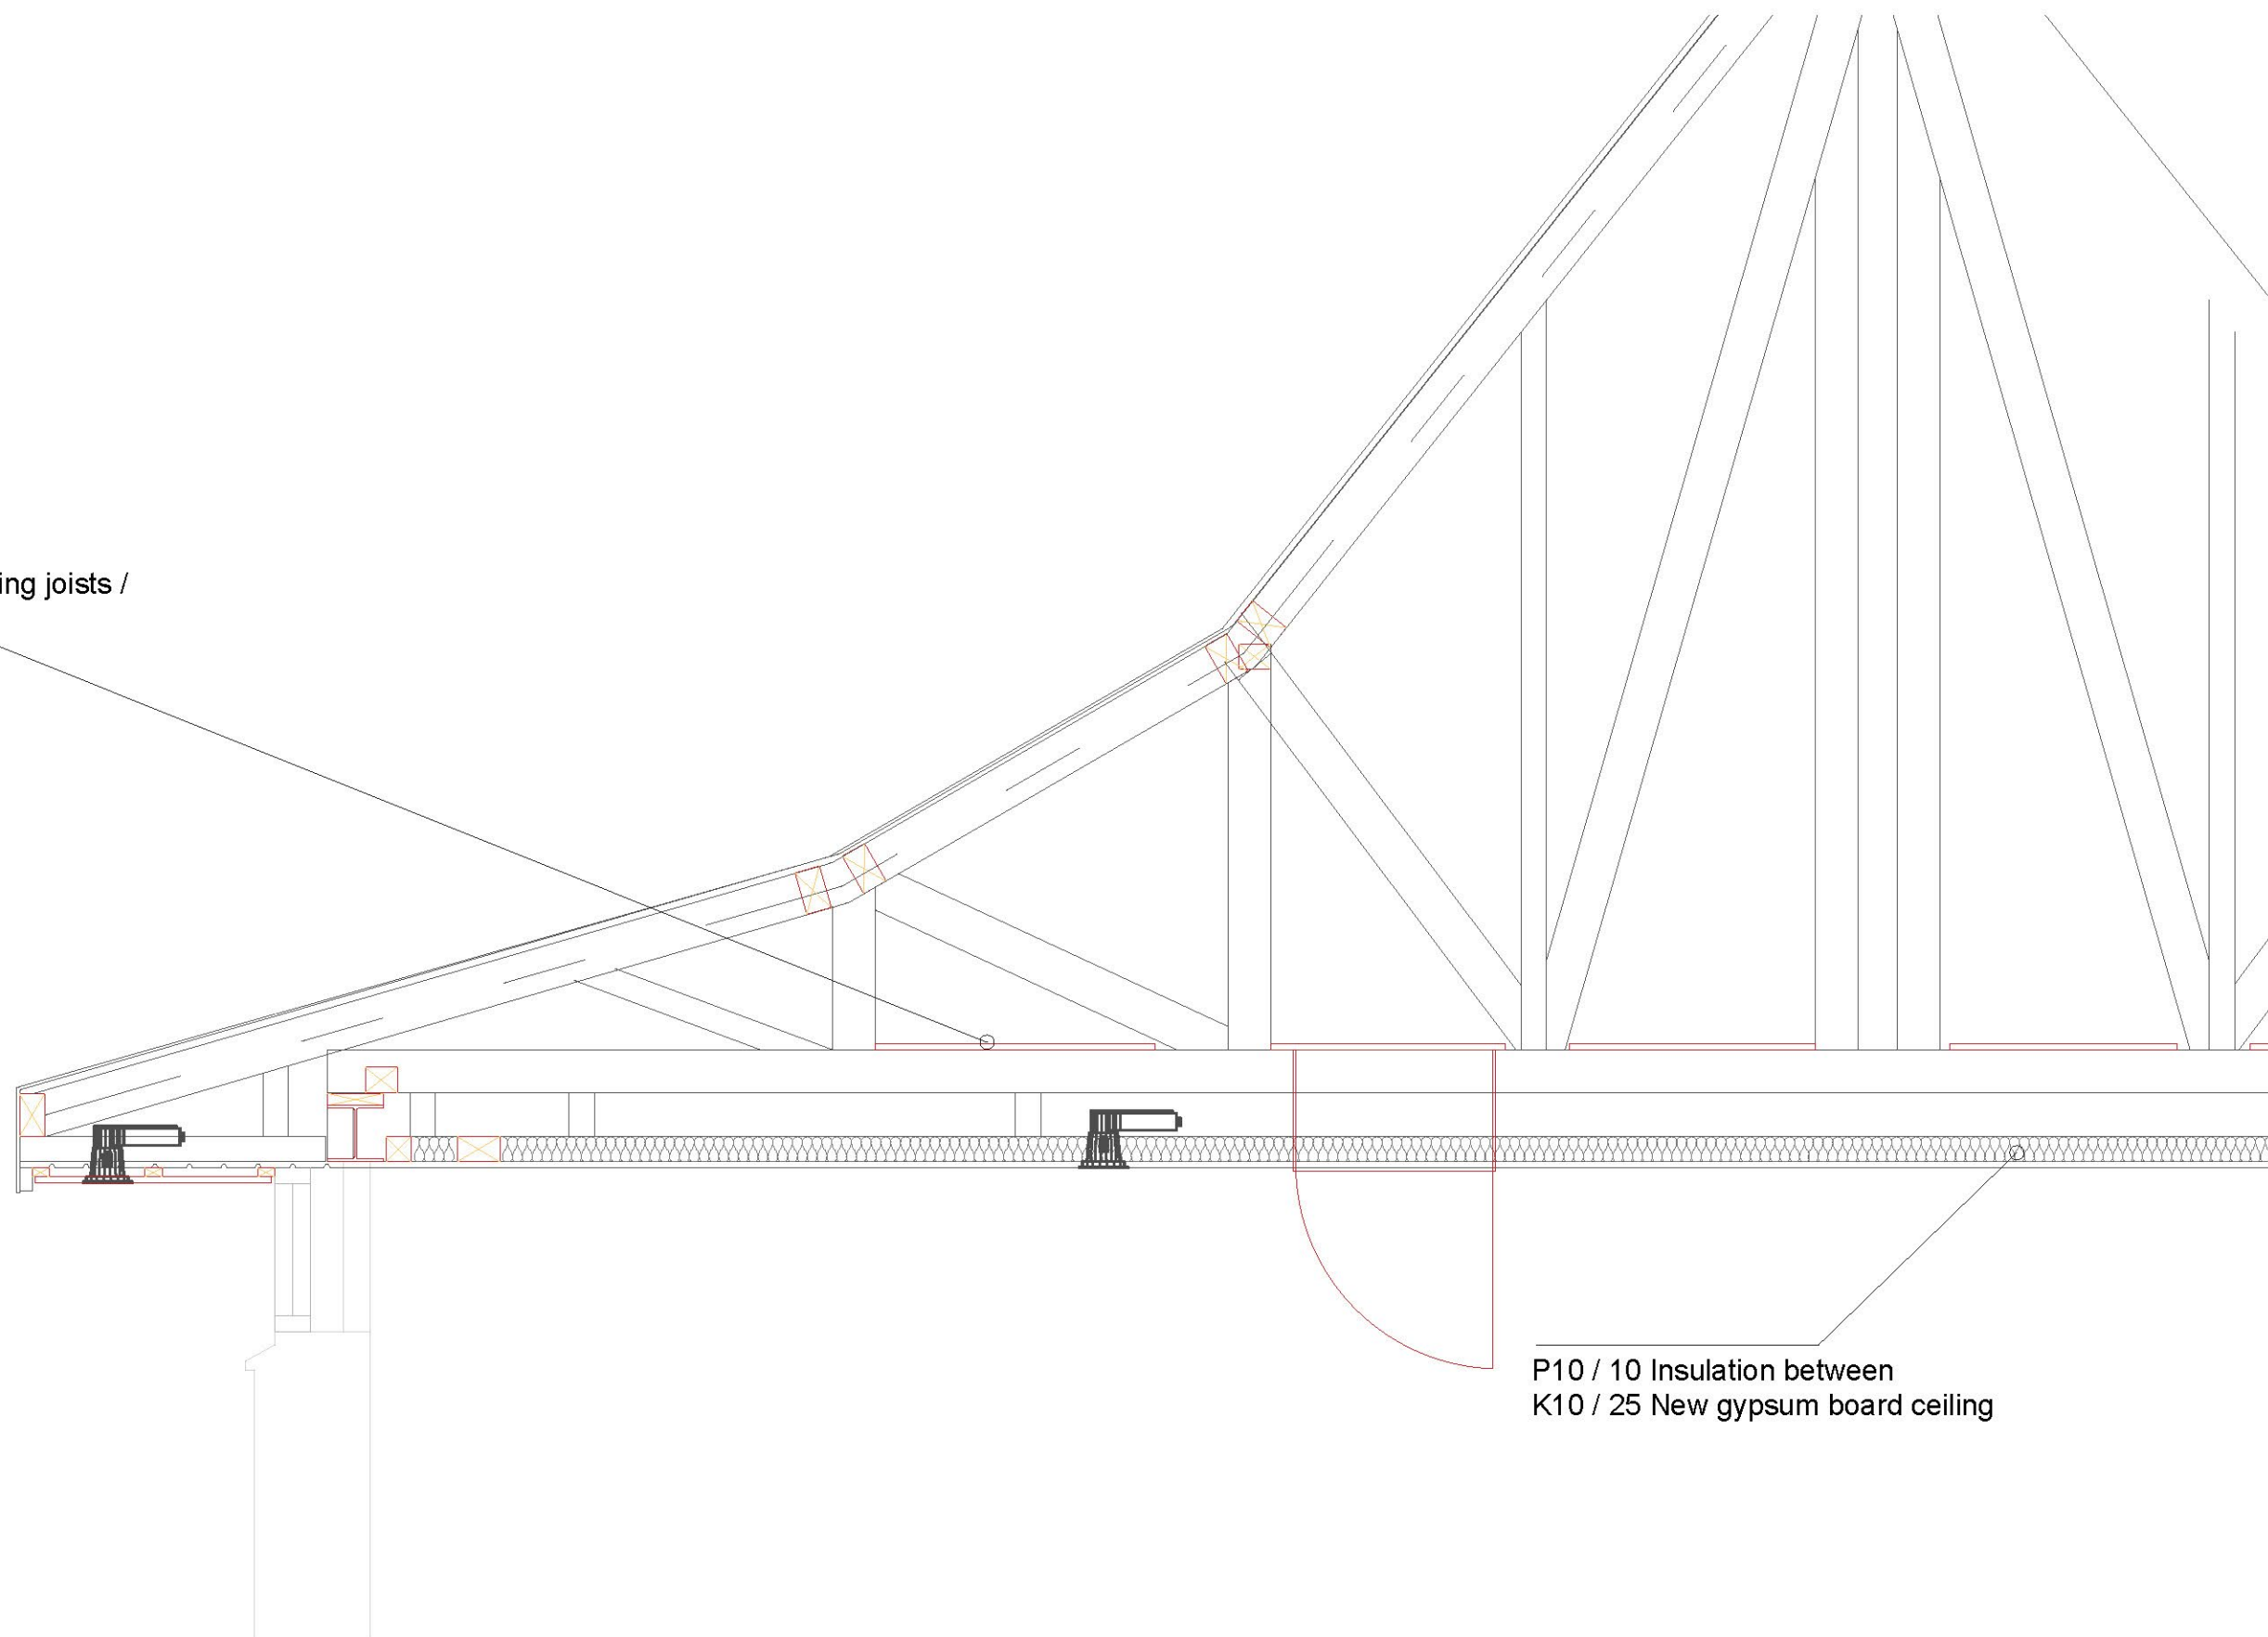 ing joists /
P10 / 10 Insulation between
K10 / 25 New gypsum board ceiling